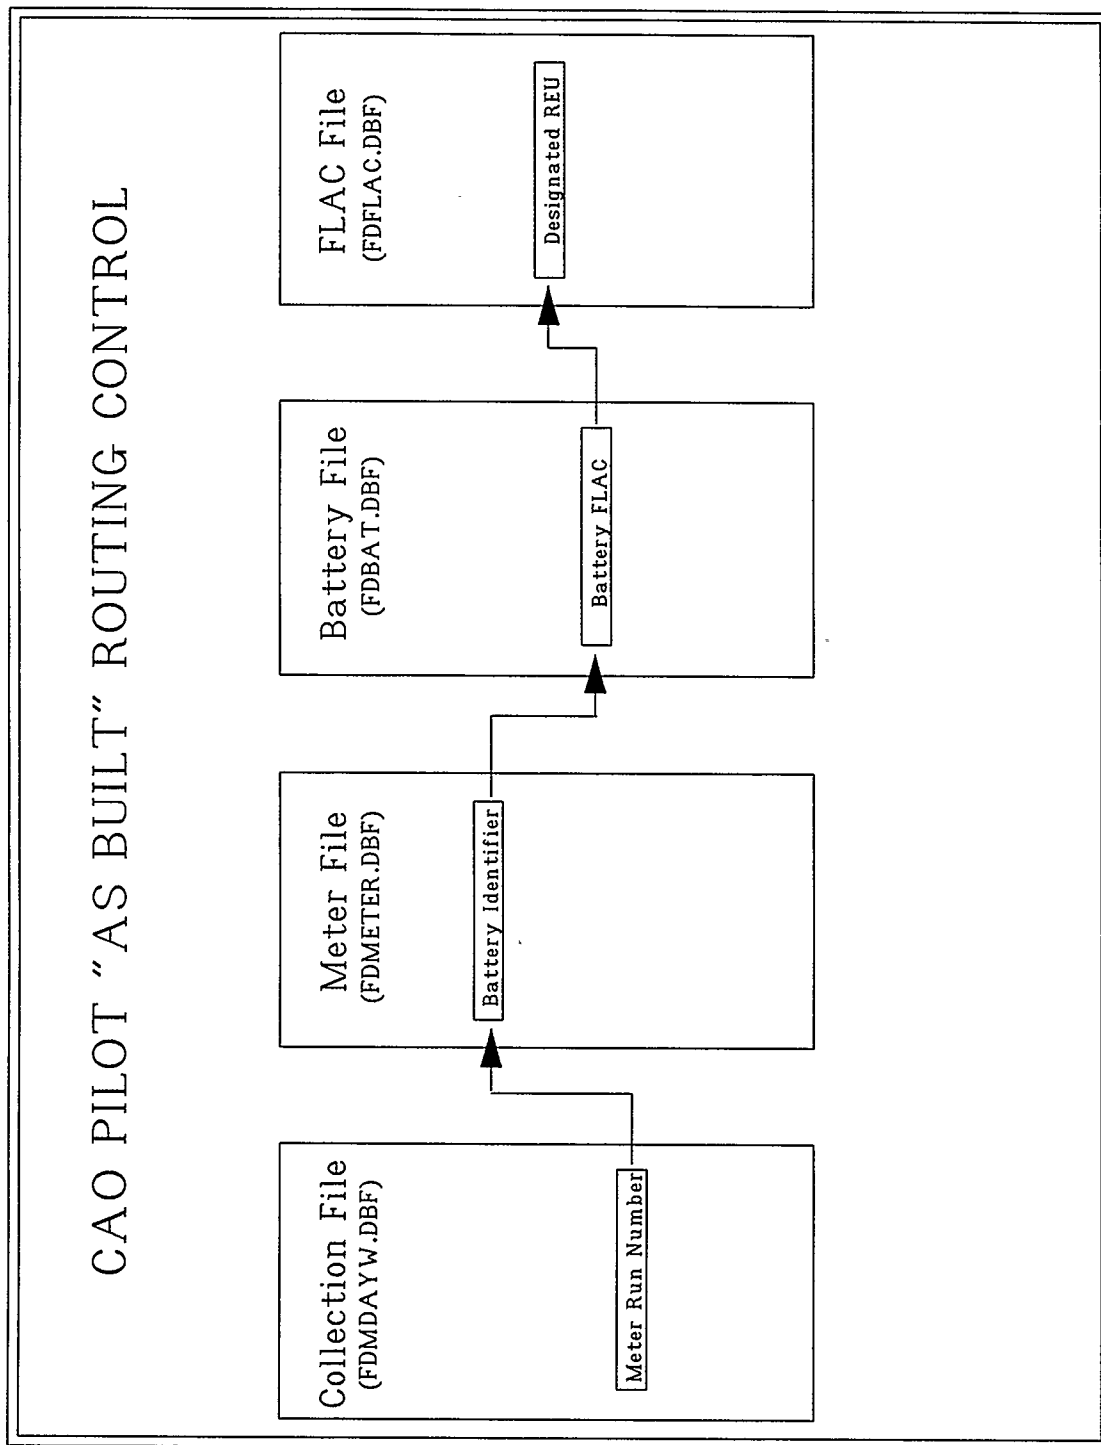 CAO PILOT "AS BUILT" ROUTING CONTROL
Collection File
(FDMDAYW.DBF)
Meter Run Number
Meter File
(FDMETER.DBF)
Battery Identifier
Battery File
(FDBAT.DBF)
Battery FLAC
FLAC File
(FDFLAC.DBF)
Designated REU